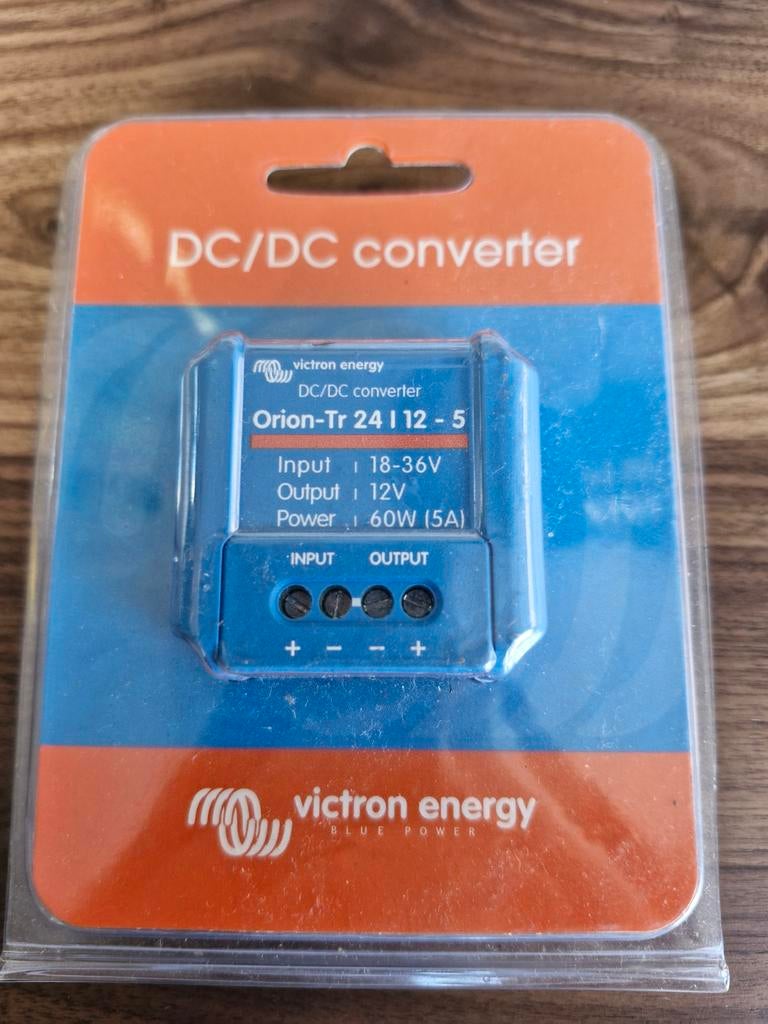 DC/DC converter
victron energy
DC/DC converter
Orion-Tr 24 | 12 - 5
Input | 18-36V
Output | 12V
Power | 60W (5A)
INPUT OUTPUT
+ - - +
victron energy
BLUE POWER